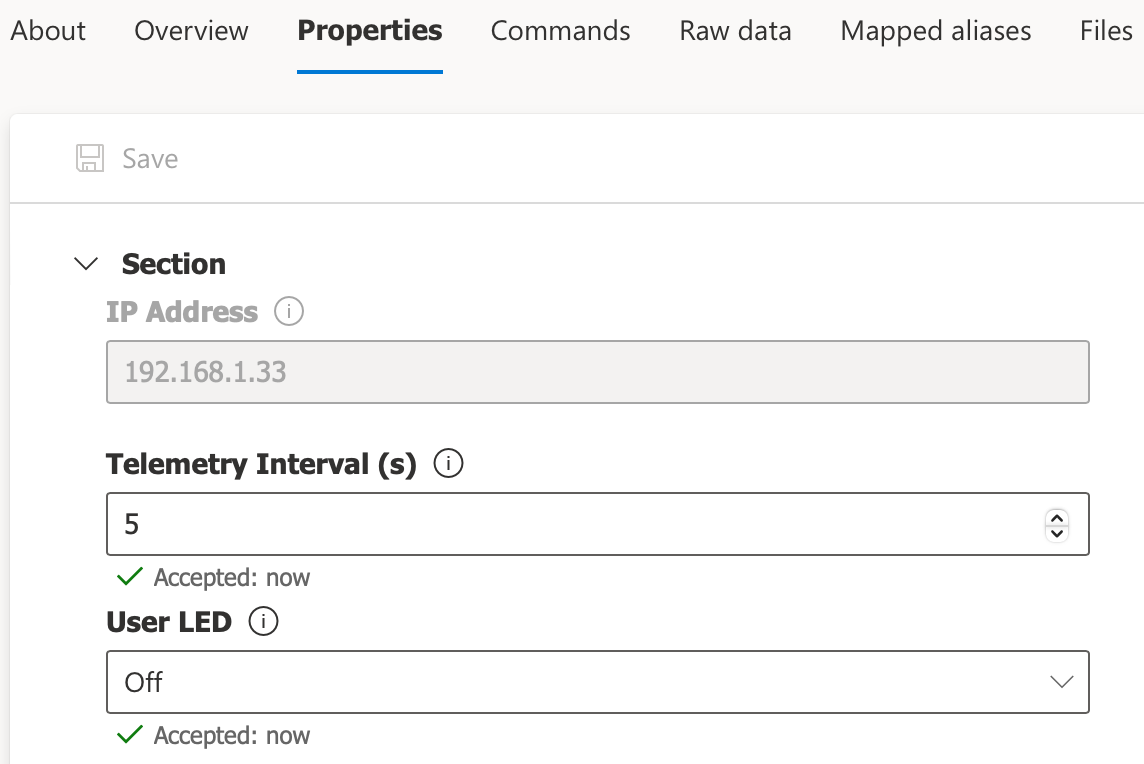 About Overview Properties Commands Raw data Mapped aliases Files
Save
Section
IP Address
192.168.1.33
Telemetry Interval (s)
5
Accepted: now
User LED
Off
Accepted: now